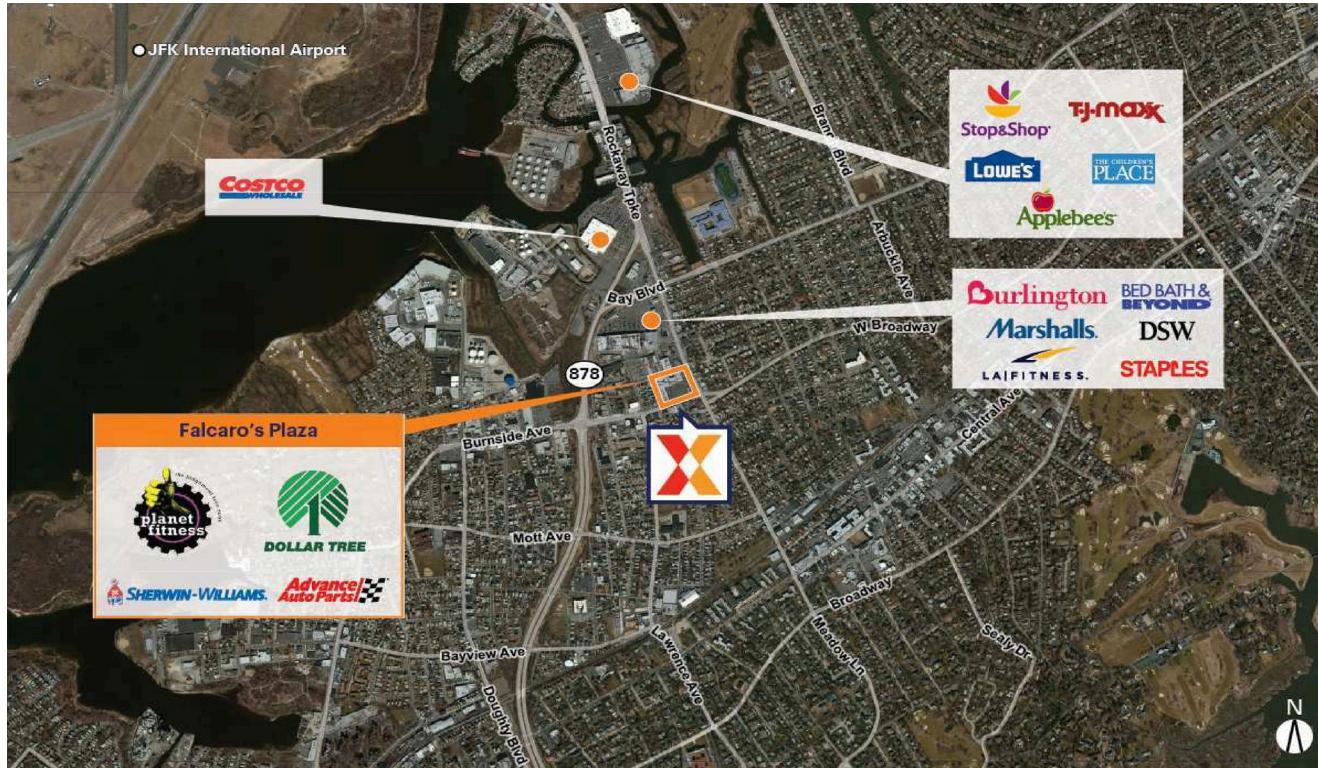 JFK International Airport
Stop&Shop
T·J·maxx
LOWE'S
THE CHILDREN'S
PLACE
Applebee's
COSTCO
WHOLESALE
Rockaway Tpke
Arbuckle Ave
Bay Blvd
W Broadway
Burlington
BED BATH &
BEYOND
Marshalls.
DSW
LA|FITNESS.
STAPLES
878
Falcaro's Plaza
planet
fitness
DOLLAR TREE
SHERWIN-WILLIAMS.
Advance
Auto Parts
Burnside Ave
Central Ave
Mott Ave
Broadway
Bayview Ave
Lawrence Ave
Meadow Ln
Sealy Dr
Doughty Blvd
N